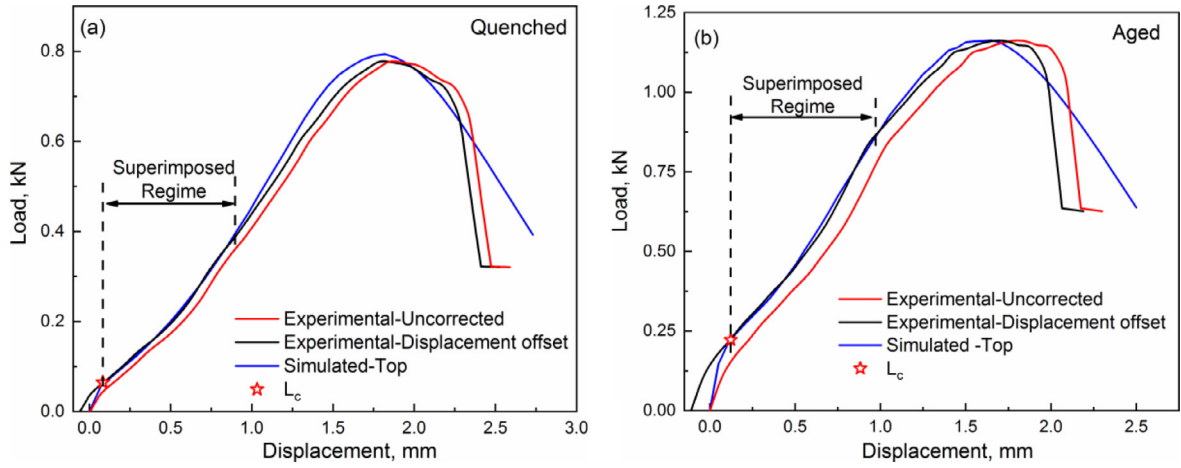 (a)
Quenched
0.8
0.6
0.4
0.2
0.0
Load, kN
Superimposed
Regime
Experimental-Uncorrected
Experimental-Displacement offset
Simulated-Top
Lc
0.0 0.5 1.0 1.5 2.0 2.5 3.0
Displacement, mm
(b)
Aged
1.25
1.00
0.75
0.50
0.25
0.00
Load, kN
Superimposed
Regime
Experimental-Uncorrected
Experimental-Displacement offset
Simulated -Top
Lc
0.0 0.5 1.0 1.5 2.0 2.5
Displacement, mm